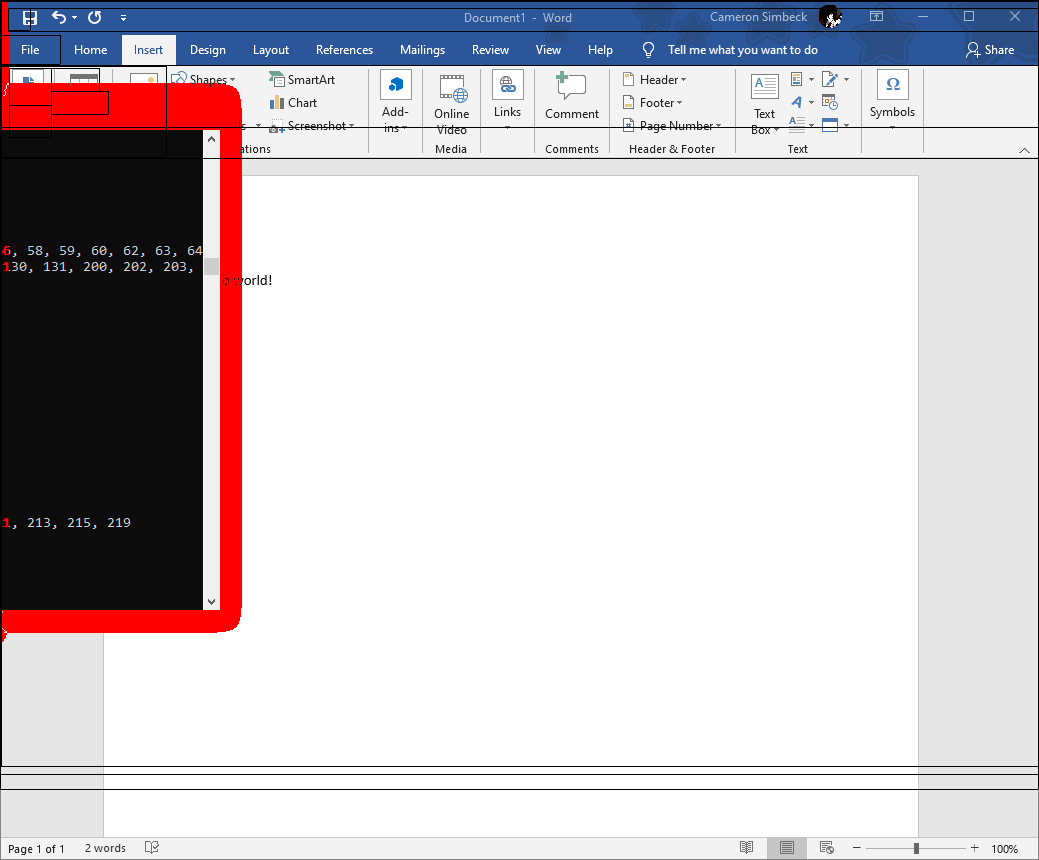 Document1 - Word
Cameron Simbeck
File Home Insert Design Layout References Mailings Review View Help Tell me what you want to do Share
Shapes SmartArt Header
Chart Add-ins Online Video Links Comment Footer Text Box Symbols
Screenshot Page Number
Media Comments Header & Footer Text
6, 58, 59, 60, 62, 63, 64
130, 131, 200, 202, 203,
world!
1, 213, 215, 219
Page 1 of 1 2 words 100%